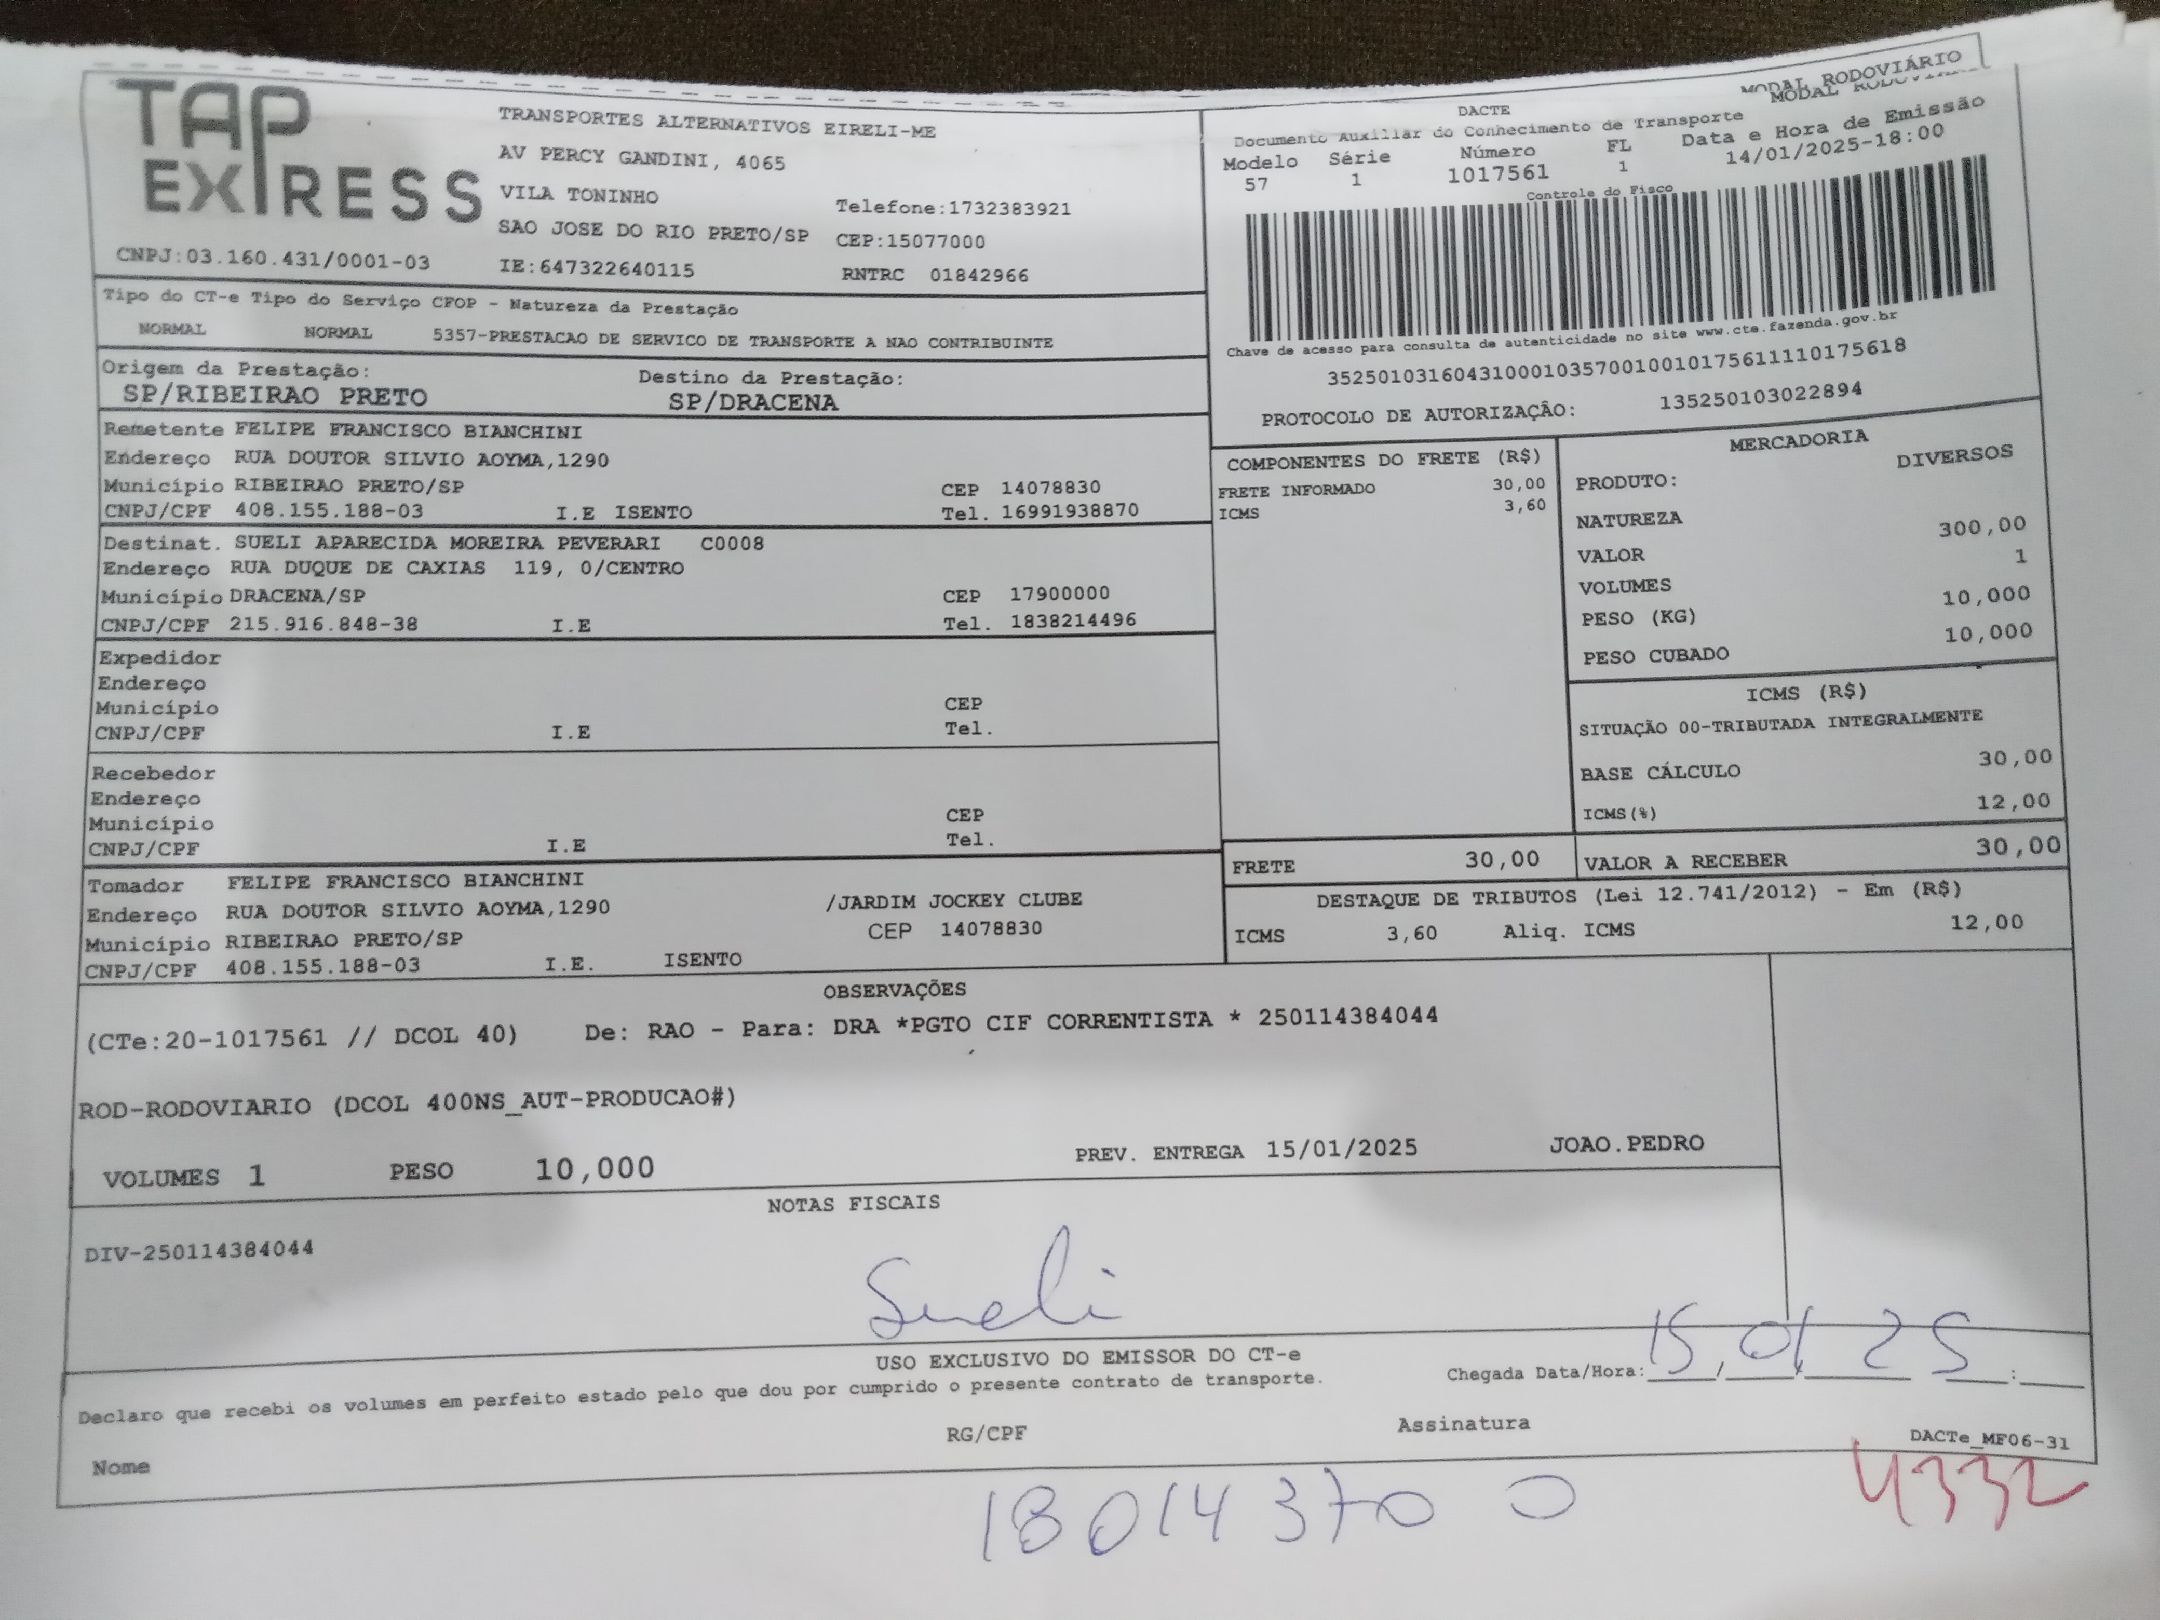 TAP
EXPRESS
TRANSPORTES ALTERNATIVOS EIRELI-ME
AV PERCY GANDINI, 4065
VILA TONINHO
Telefone:1732383921
SAO JOSE DO RIO PRETO/SP CEP:15077000
CNPJ:03.160.431/0001-03 IE:647322640115 RNTRC 01842966
MODAL RODOVIÁRIO
MODAL RODOVIÁRIO
DACTE
Documento Auxiliar do Conhecimento de Transporte
Modelo Série Número FL Data e Hora de Emissão
57 1 1017561 1 14/01/2025-18:00
Controle do Fisco
Chave de acesso para consulta de autenticidade no site www.cte.fazenda.gov.br
35250103160431000103570010010175611110175618
PROTOCOLO DE AUTORIZAÇÃO: 135250103022894
Tipo do CT-e Tipo do Serviço CFOP - Natureza da Prestação
NORMAL NORMAL 5357-PRESTACAO DE SERVICO DE TRANSPORTE A NAO CONTRIBUINTE
Origem da Prestação: Destino da Prestação:
SP/RIBEIRAO PRETO SP/DRACENA
Remetente FELIPE FRANCISCO BIANCHINI
Endereço RUA DOUTOR SILVIO AOYMA,1290
Município RIBEIRAO PRETO/SP CEP 14078830
CNPJ/CPF 408.155.188-03 I.E ISENTO Tel. 16991938870
Destinat. SUELI APARECIDA MOREIRA PEVERARI C0008
Endereço RUA DUQUE DE CAXIAS 119, 0/CENTRO
Município DRACENA/SP CEP 17900000
CNPJ/CPF 215.916.848-38 I.E Tel. 1838214496
Expedidor
Endereço
Município CEP
CNPJ/CPF I.E Tel.
Recebedor
Endereço
Município CEP
CNPJ/CPF I.E Tel.
Tomador FELIPE FRANCISCO BIANCHINI
Endereço RUA DOUTOR SILVIO AOYMA,1290 /JARDIM JOCKEY CLUBE
Município RIBEIRAO PRETO/SP CEP 14078830
CNPJ/CPF 408.155.188-03 I.E. ISENTO
COMPONENTES DO FRETE (R$)
FRETE INFORMADO 30,00
ICMS 3,60
MERCADORIA
PRODUTO: DIVERSOS
NATUREZA
VALOR 300,00
VOLUMES 1
PESO (KG) 10,000
PESO CUBADO 10,000
ICMS (R$)
SITUAÇÃO 00-TRIBUTADA INTEGRALMENTE
BASE CÁLCULO 30,00
ICMS(%) 12,00
FRETE 30,00 VALOR A RECEBER 30,00
DESTAQUE DE TRIBUTOS (Lei 12.741/2012) - Em (R$)
ICMS 3,60 Aliq. ICMS 12,00
OBSERVAÇÕES
(CTe:20-1017561 // DCOL 40) De: RAO - Para: DRA *PGTO CIF CORRENTISTA * 250114384044
ROD-RODOVIARIO (DCOL 400NS_AUT-PRODUCAO#)
VOLUMES 1 PESO 10,000 PREV. ENTREGA 15/01/2025 JOAO.PEDRO
NOTAS FISCAIS
DIV-250114384044
Sueli
USO EXCLUSIVO DO EMISSOR DO CT-e
Declaro que recebi os volumes em perfeito estado pelo que dou por cumprido o presente contrato de transporte.
Chegada Data/Hora: 15/01/25 :
Nome RG/CPF Assinatura
DACTe_MF06-31
18014370 0
4332